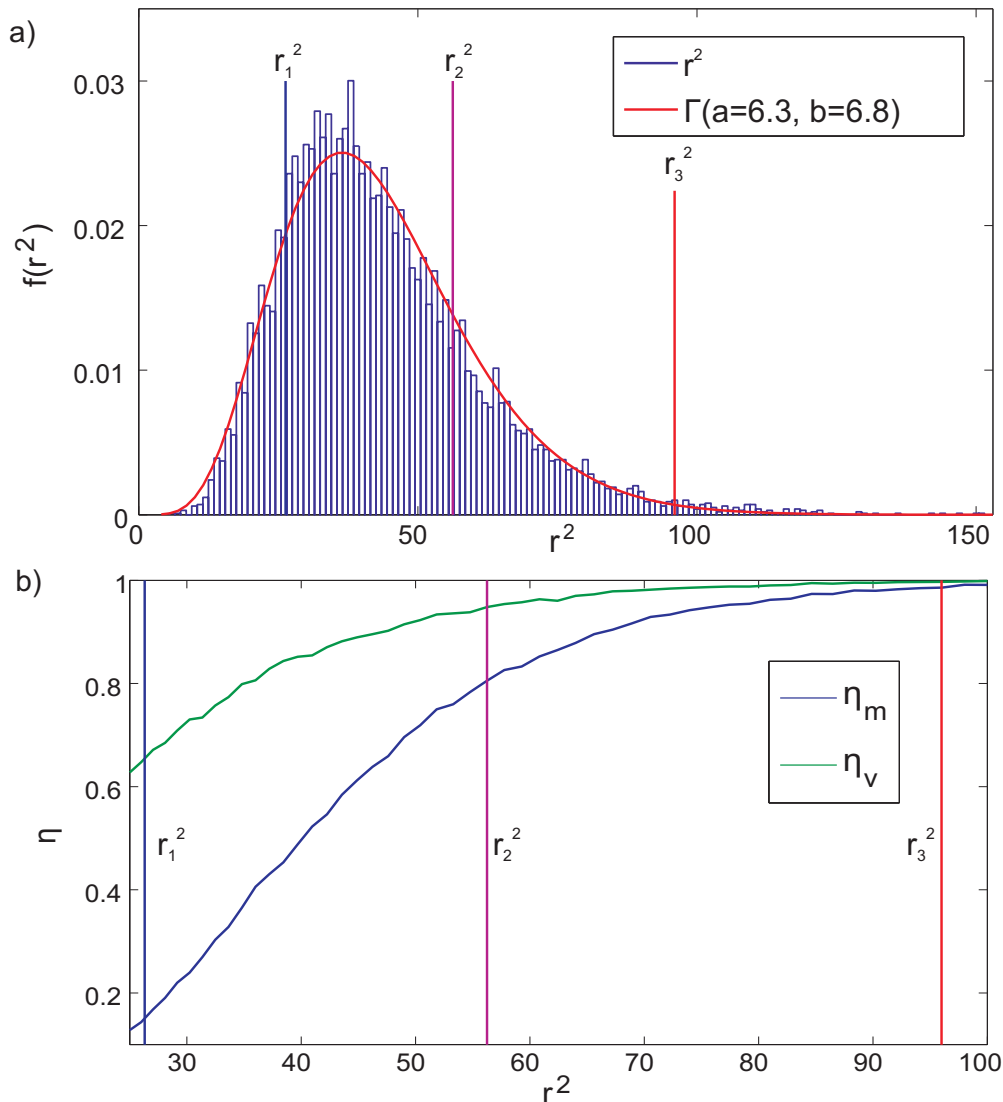 a)
r₁²
r₂²
r₃²
r²
Γ(a=6.3, b=6.8)
0.03
0.02
0.01
0
f(r²)
0
50
100
150
r²
b)
1
0.8
0.6
0.4
0.2
η
η_m
η_v
r₁²
r₂²
r₃²
30
40
50
60
70
80
90
100
r²